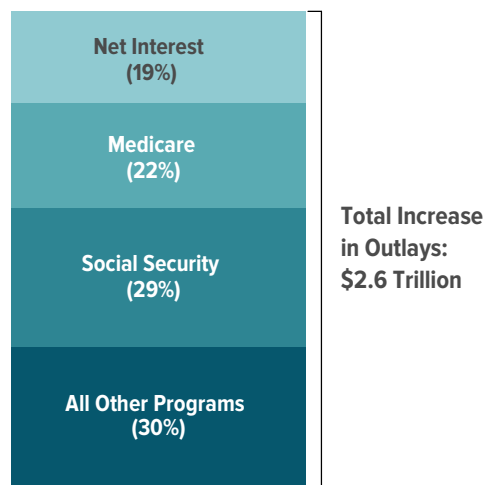 Net Interest
(19%)
Medicare
(22%)
Social Security
(29%)
All Other Programs
(30%)
Total Increase
in Outlays:
$2.6 Trillion